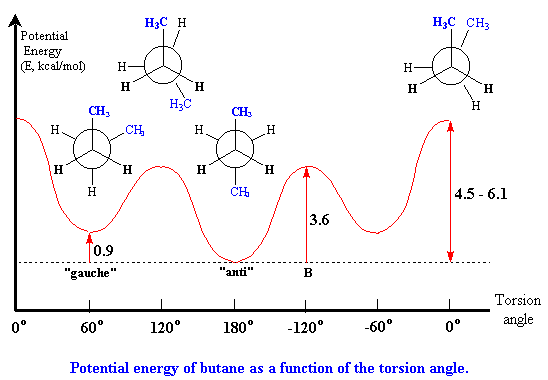 Potential
Energy
(E, kcal/mol)
H₃C H
H
H H
H₃C
H₃C CH₃
H
H H
H
CH₃
H CH₃
H H
H
CH₃
H H
H H
CH₃
0.9
3.6
4.5 - 6.1
"gauche" "anti" B
Torsion
angle
0° 60° 120° 180° -120° -60° 0°
Potential energy of butane as a function of the torsion angle.